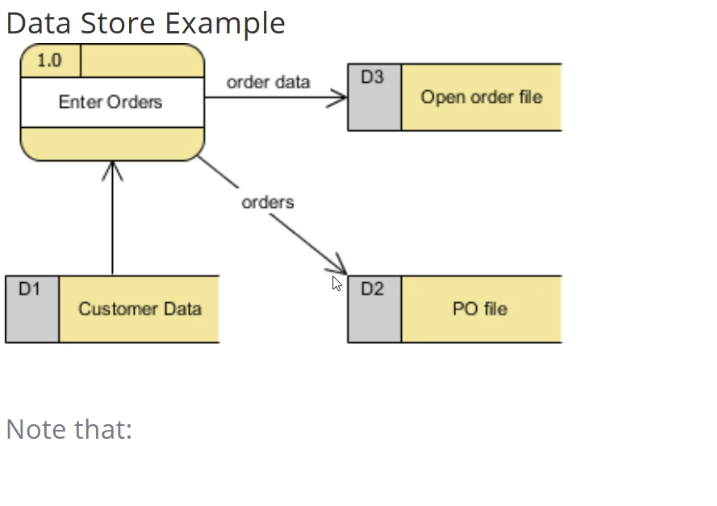 Data Store Example
1.0
Enter Orders
order data
D3
Open order file
orders
D1
Customer Data
D2
PO file
Note that: